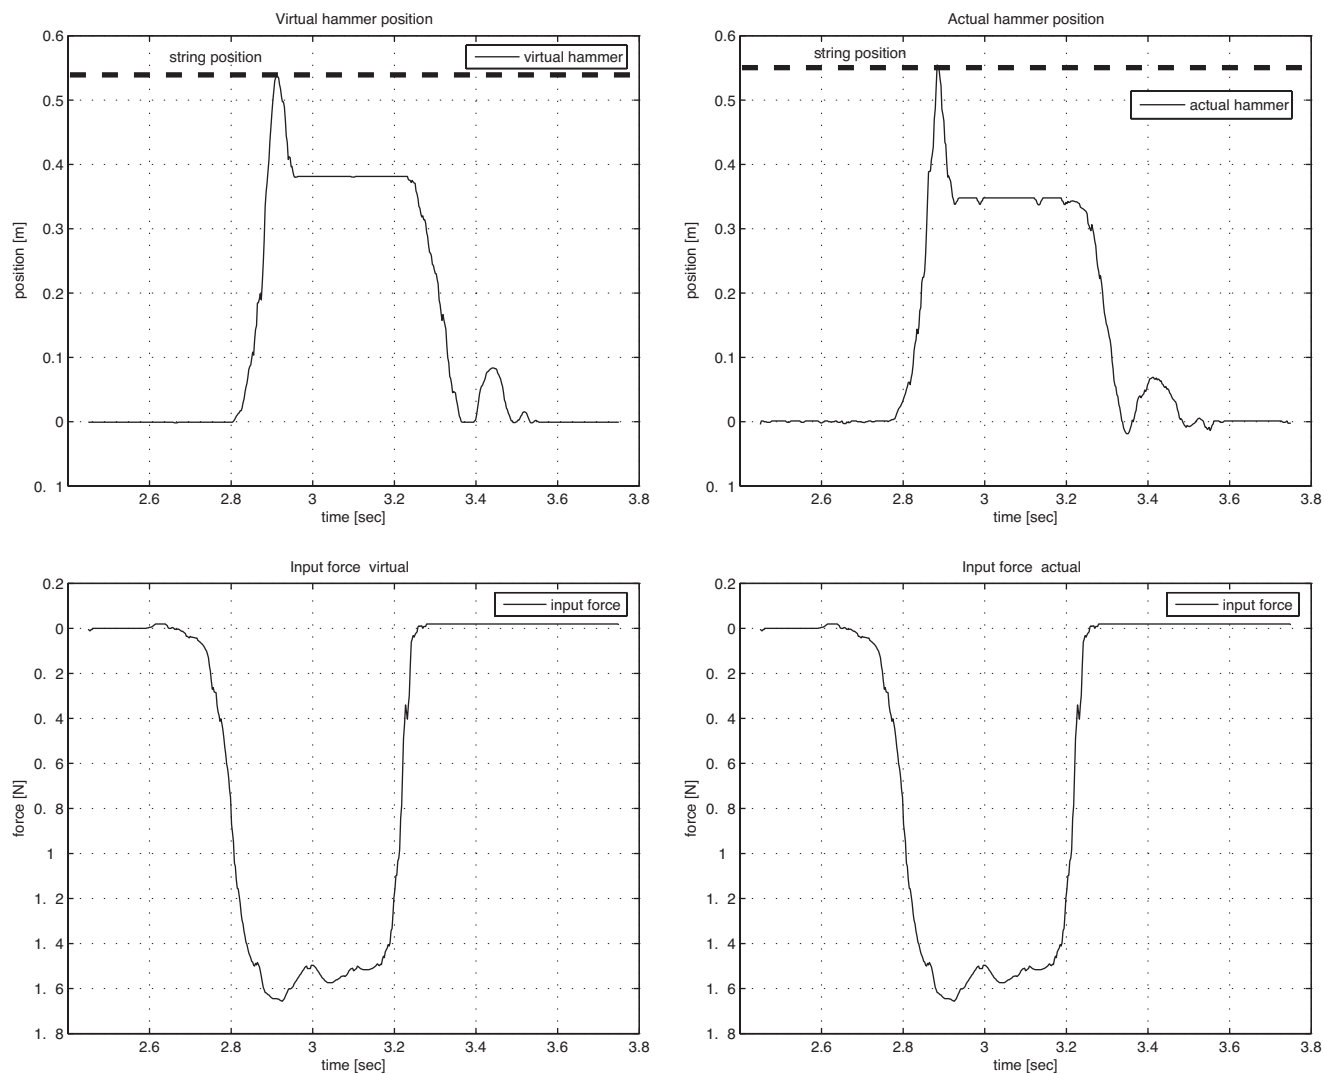 Virtual hammer position
0.6
string position
virtual hammer
0.5
0.4
0.3
position [m]
0.2
0.1
0
0. 1
2.6 2.8 3 3.2 3.4 3.6 3.8
time [sec]
Actual hammer position
0.6
string position
0.5
actual hammer
0.4
0.3
position [m]
0.2
0.1
0
0. 1
2.6 2.8 3 3.2 3.4 3.6 3.8
time [sec]
Input force virtual
0.2
input force
0
0. 2
0. 4
0. 6
force [N]
0. 8
1
1. 2
1. 4
1. 6
1. 8
2.6 2.8 3 3.2 3.4 3.6 3.8
time [sec]
Input force actual
0.2
input force
0
0. 2
0. 4
0. 6
force [N]
0. 8
1
1. 2
1. 4
1. 6
1. 8
2.6 2.8 3 3.2 3.4 3.6 3.8
time [sec]